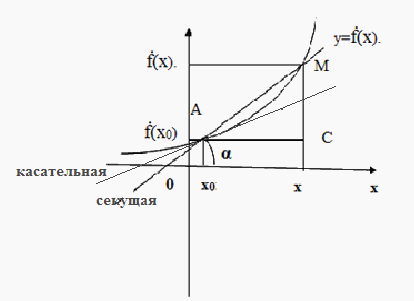 y=ḟ(x).
ḟ(x)..
M
A
ḟ(x₀)
C
α
касательная
0
x₀.
x
x
секущая